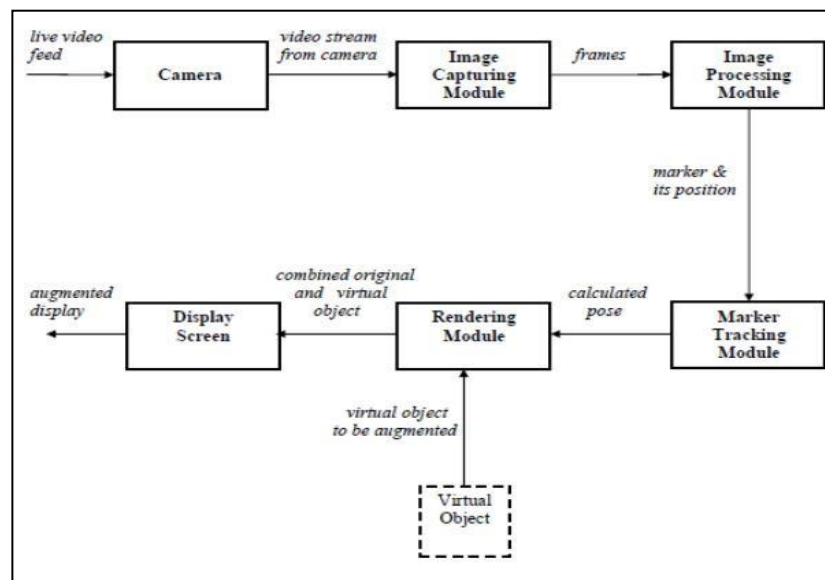 live video
feed
Camera
video stream
from camera
Image
Capturing
Module
frames
Image
Processing
Module
marker &
its position
Marker
Tracking
Module
calculated
pose
Rendering
Module
combined original
and virtual
object
Display
Screen
augmented
display
virtual object
to be augmented
Virtual
Object